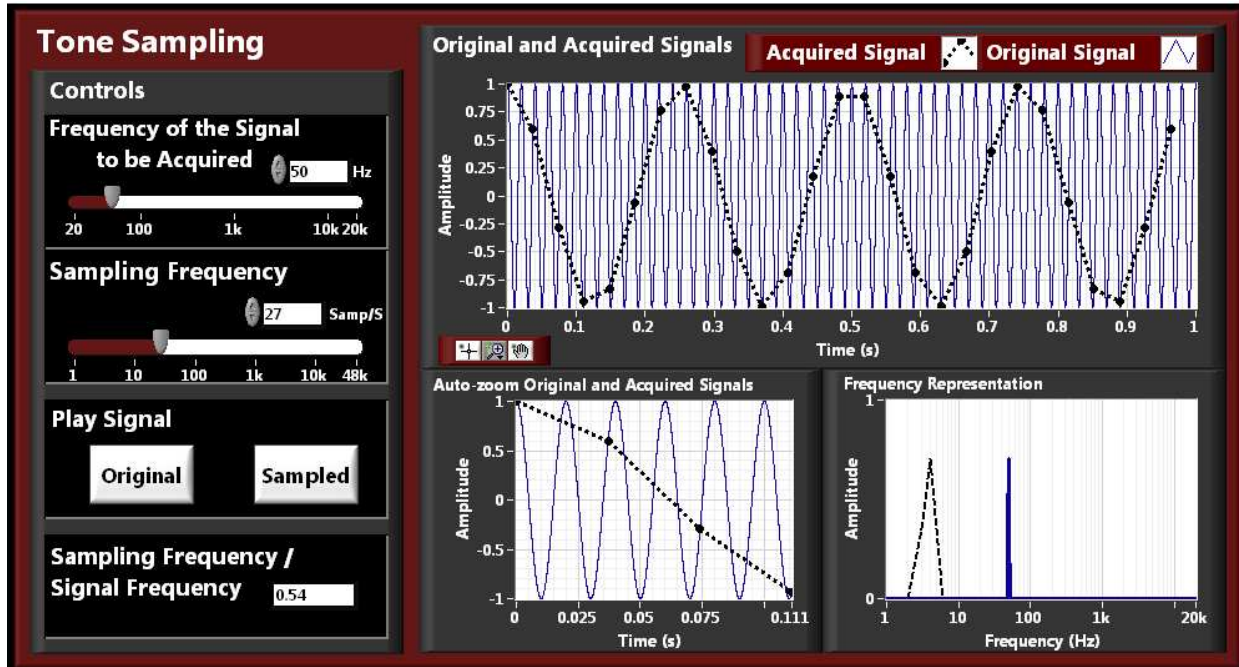 Tone Sampling
Controls
Frequency of the Signal
to be Acquired
50 Hz
20 100 1k 10k 20k
Sampling Frequency
27 Samp/S
1 10 100 1k 10k 48k
Play Signal
Original Sampled
Sampling Frequency /
Signal Frequency 0.54
Original and Acquired Signals Acquired Signal Original Signal
Amplitude
1
0.75
0.5
0.25
0
-0.25
-0.5
-0.75
-1
0 0.1 0.2 0.3 0.4 0.5 0.6 0.7 0.8 0.9 1
Time (s)
Auto-zoom Original and Acquired Signals
Amplitude
1
0.5
0
-0.5
-1
0 0.025 0.05 0.075 0.111
Time (s)
Frequency Representation
Amplitude
1
0
1 10 100 1k 20k
Frequency (Hz)